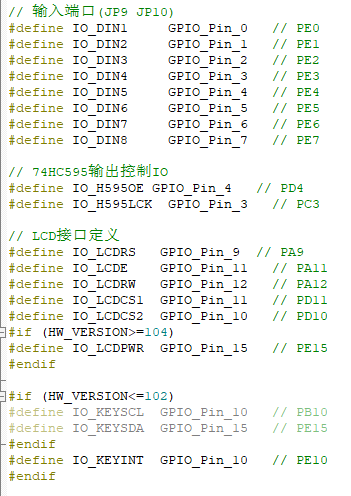 // 输入端口(JP9 JP10)
#define IO_DIN1 GPIO_Pin_0 // PE0
#define IO_DIN2 GPIO_Pin_1 // PE1
#define IO_DIN3 GPIO_Pin_2 // PE2
#define IO_DIN4 GPIO_Pin_3 // PE3
#define IO_DIN5 GPIO_Pin_4 // PE4
#define IO_DIN6 GPIO_Pin_5 // PE5
#define IO_DIN7 GPIO_Pin_6 // PE6
#define IO_DIN8 GPIO_Pin_7 // PE7
// 74HC595输出控制IO
#define IO_H595OE GPIO_Pin_4 // PD4
#define IO_H595LCK GPIO_Pin_3 // PC3
// LCD接口定义
#define IO_LCDRS GPIO_Pin_9 // PA9
#define IO_LCDE GPIO_Pin_11 // PA11
#define IO_LCDRW GPIO_Pin_12 // PA12
#define IO_LCDCS1 GPIO_Pin_11 // PD11
#define IO_LCDCS2 GPIO_Pin_10 // PD10
#if (HW_VERSION>=104)
#define IO_LCDPWR GPIO_Pin_15 // PE15
#endif
#if (HW_VERSION<=102)
#define IO_KEYSCL GPIO_Pin_10 // PB10
#define IO_KEYSDA GPIO_Pin_15 // PE15
#endif
#define IO_KEYINT GPIO_Pin_10 // PE10
#endif